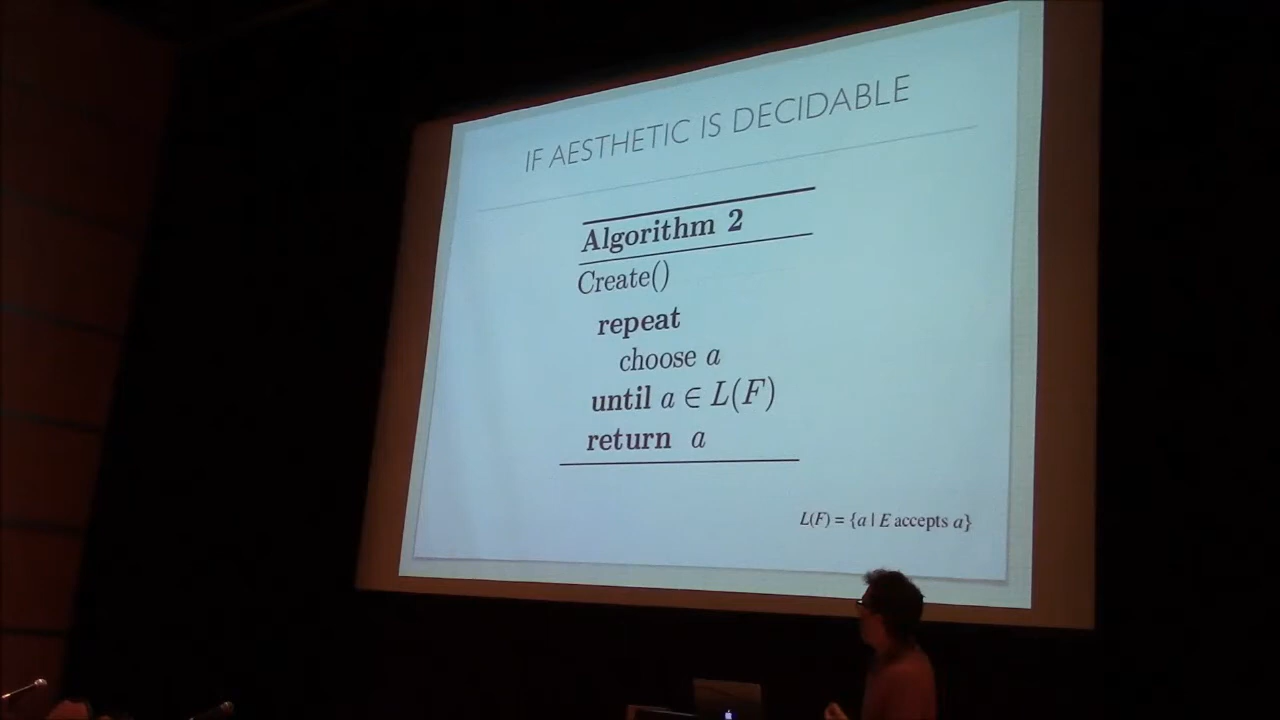 IF AESTHETIC IS DECIDABLE
Algorithm 2
Create()
repeat
choose a
until a ∈ L(F)
return a
L(F) = {a | E accepts a}